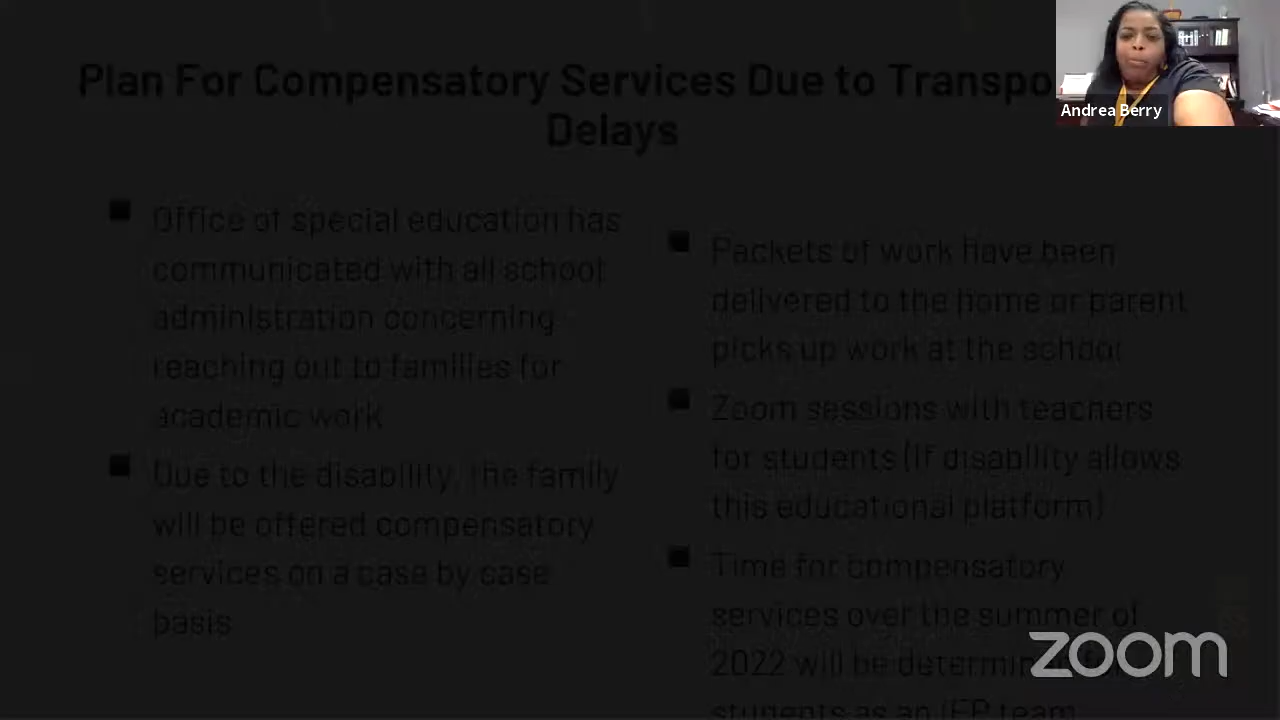 Plan For Compensatory Services Due to Transpo
Delays
Office of special education has
communicated with all school
administration concerning
reaching out to families for
academic work
Due to the disability, the family
will be offered compensatory
services on a case by case
basis
Packets of work have been
delivered to the home or parent
picks up work at the school
Zoom sessions with teachers
for students (if disability allows
this educational platform)
Time for compensatory
services over the summer of
2022 will be determin
students as an IEP team
Andrea Berry
zoom